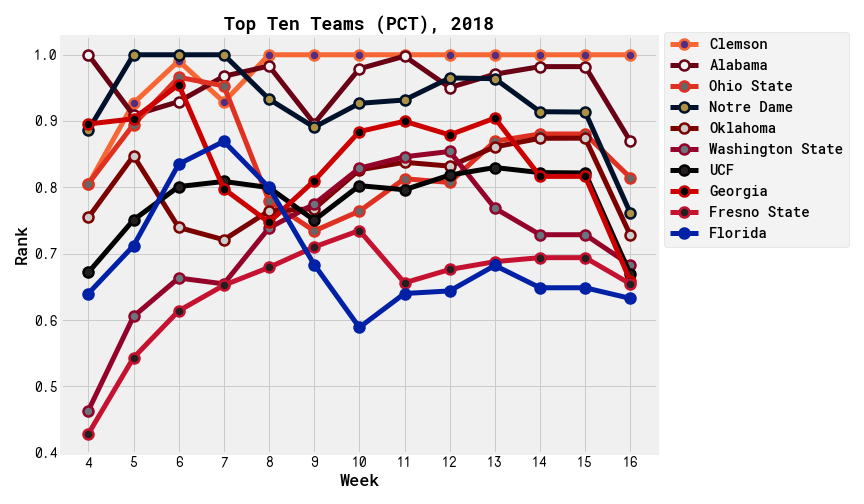 Top Ten Teams (PCT), 2018
Clemson
Alabama
Ohio State
Notre Dame
Oklahoma
Washington State
UCF
Georgia
Fresno State
Florida
Rank
1.0
0.9
0.8
0.7
0.6
0.5
0.4
4 5 6 7 8 9 10 11 12 13 14 15 16
Week